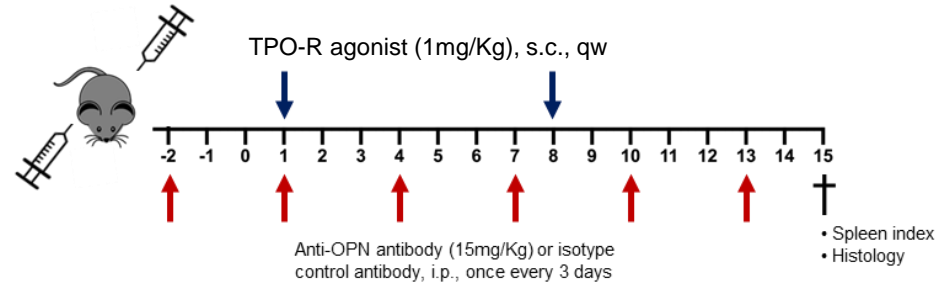 TPO-R agonist (1mg/Kg), s.c., qw
-2 -1 0 1 2 3 4 5 6 7 8 9 10 11 12 13 14 15
Anti-OPN antibody (15mg/Kg) or isotype
control antibody, i.p., once every 3 days
• Spleen index
• Histology